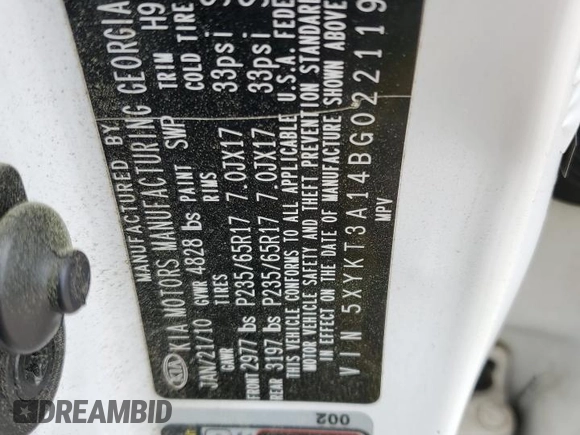 MANUFACTURED BY
KIA KIA MOTORS MANUFACTURING GEORGIA
JAN/21/10 GVWR 4828 lbs PAINT SWP TRIM H9
GAWR TIRES RIMS COLD TIRE
FRONT 2977 lbs P235/65R17 7.0JX17 33psi
REAR 3197 lbs P235/65R17 7.0JX17 33psi
THIS VEHICLE CONFORMS TO ALL APPLICABLE U.S.A. FEDE
MOTOR VEHICLE SAFETY AND THEFT PREVENTION STANDARD
IN EFFECT ON THE DATE OF MANUFACTURE SHOWN ABOVE
VIN 5XYKT3A14BG022119
MPV
002
DREAMBID